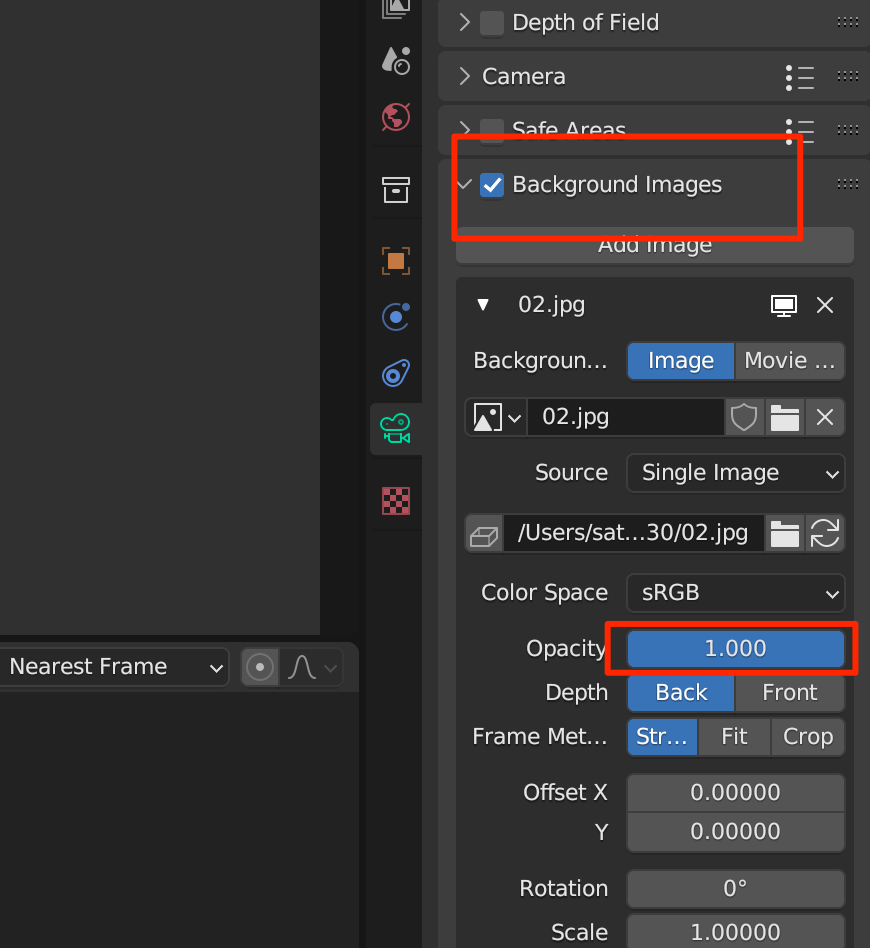 Depth of Field
Camera
Safe Areas
Background Images
Add Image
02.jpg
Backgroun... Image Movie ...
02.jpg
Source Single Image
/Users/sat...30/02.jpg
Color Space sRGB
Opacity 1.000
Nearest Frame
Depth Back Front
Frame Met... Str... Fit Crop
Offset X 0.00000
Y 0.00000
Rotation 0°
Scale 1.00000